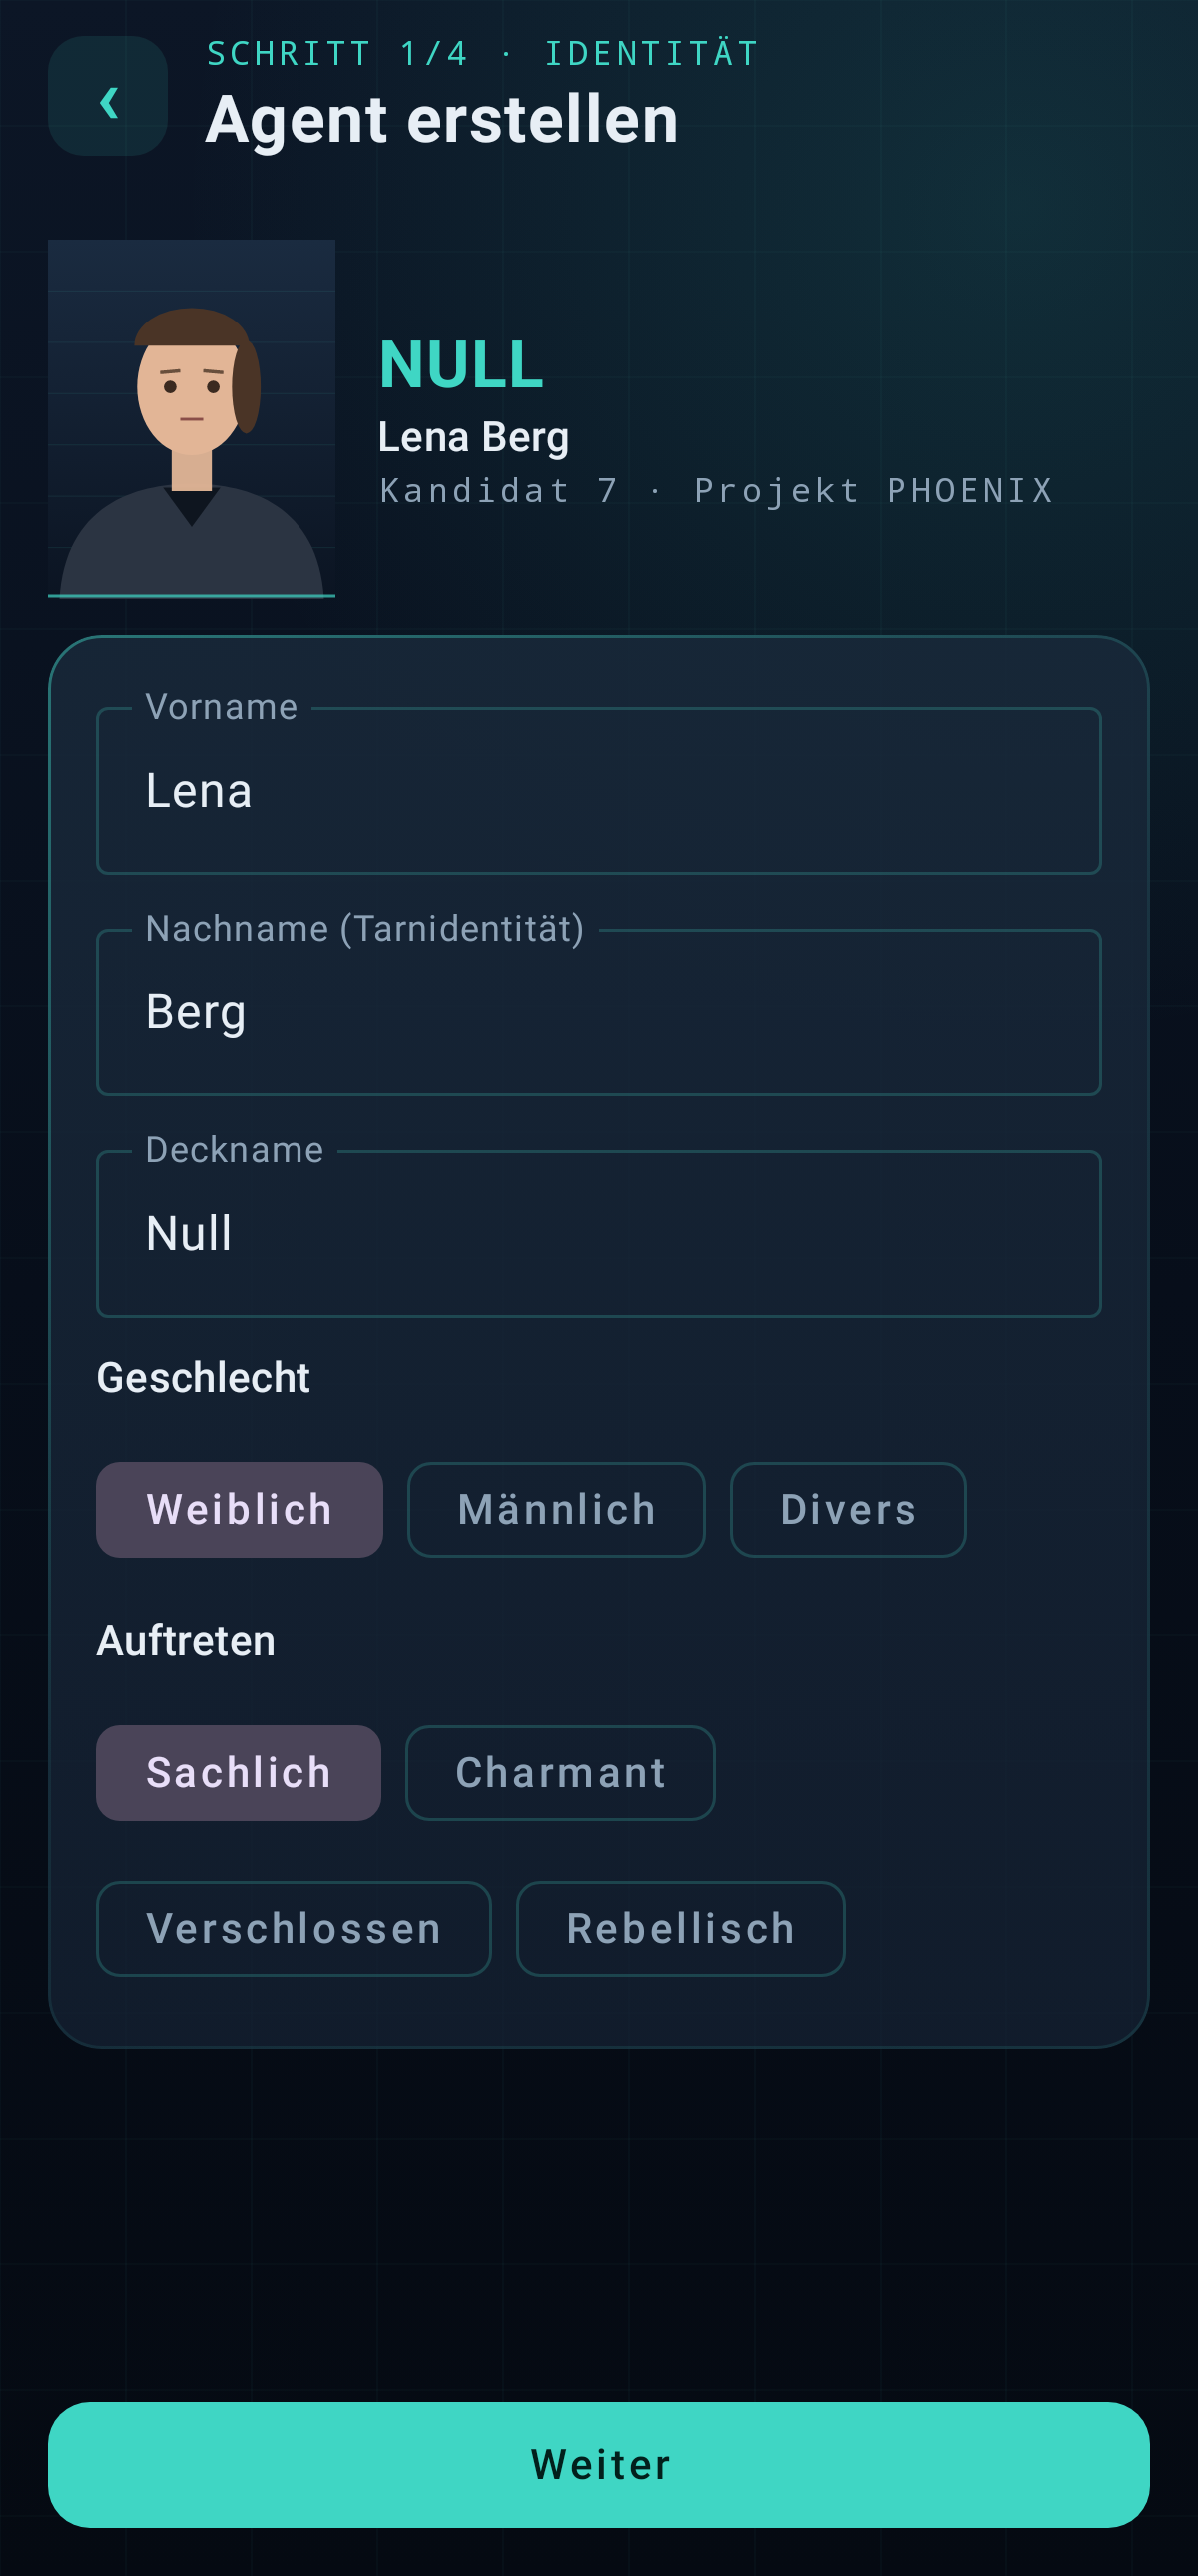 SCHRITT 1/4 · IDENTITÄT
Agent erstellen
NULL
Lena Berg
Kandidat 7 · Projekt PHOENIX
Vorname
Lena
Nachname (Tarnidentität)
Berg
Deckname
Null
Geschlecht
Weiblich Männlich Divers
Auftreten
Sachlich Charmant
Verschlossen Rebellisch
Weiter